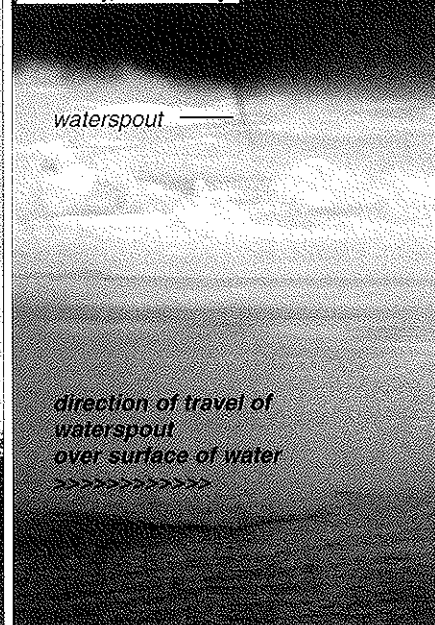 waterspout
direction of travel of
waterspout
over surface of water
>>>>>>>>>>>>